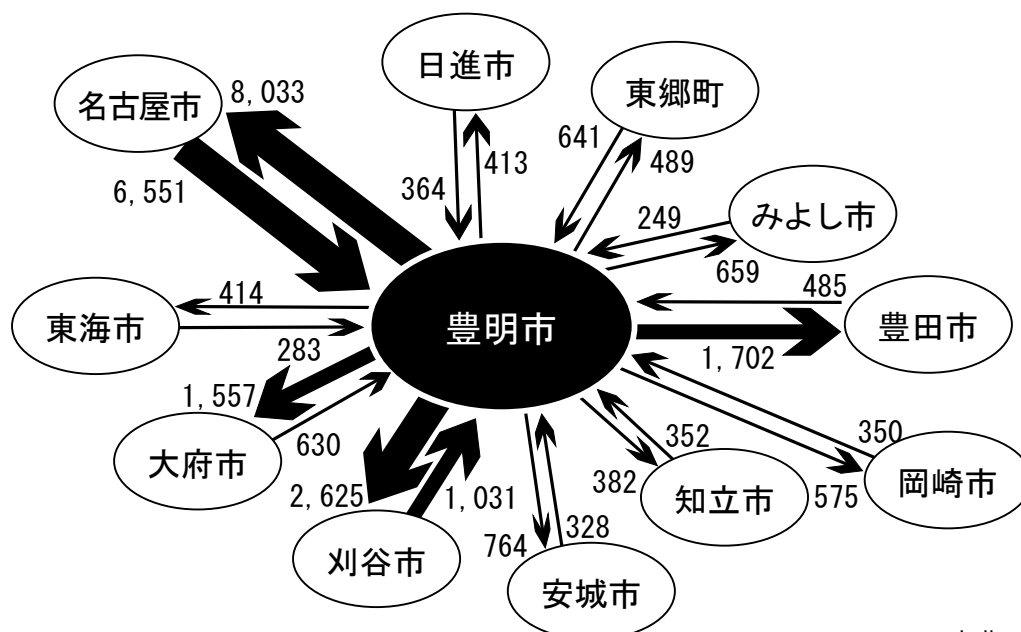 日進市
名古屋市
8,033
東郷町
641
413
489
364
6,551
みよし市
249
659
414
485
東海市
豊明市
豊田市
283
1,702
1,557
630
352
350
大府市
382
岡崎市
2,625
1,031
知立市
575
764
328
刈谷市
安城市